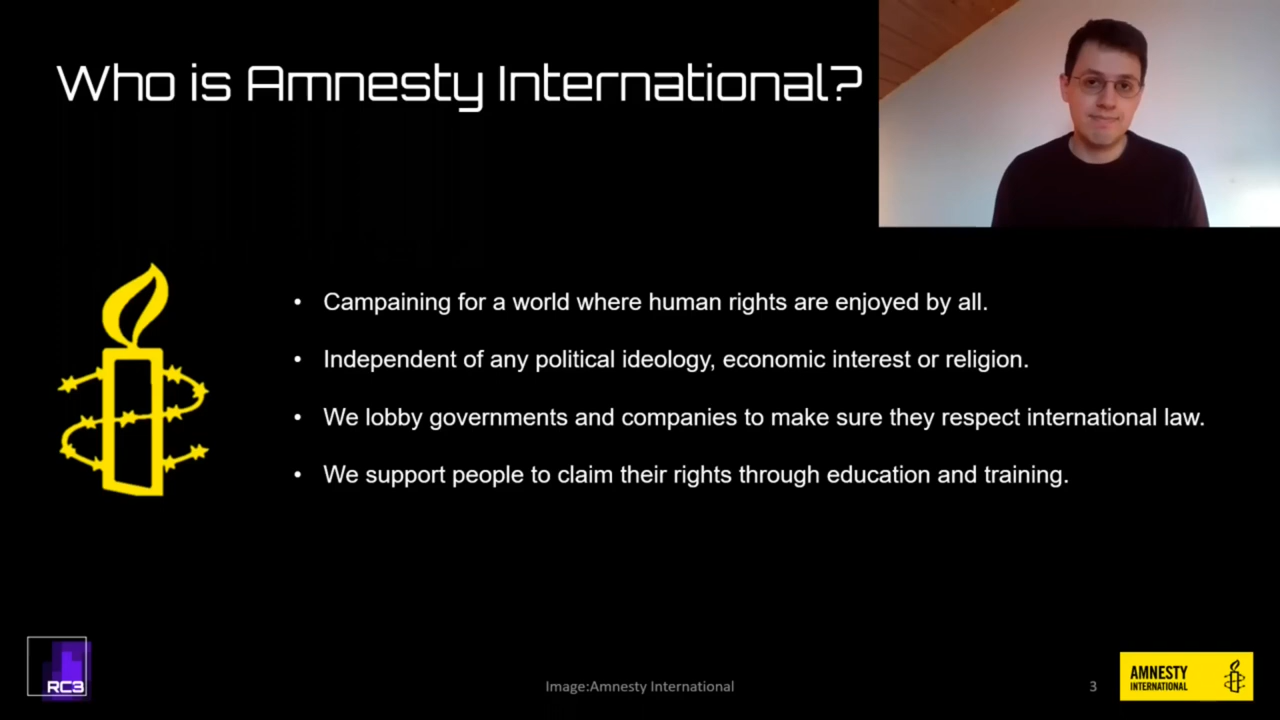 Who is Amnesty International?
• Campaining for a world where human rights are enjoyed by all.
• Independent of any political ideology, economic interest or religion.
• We lobby governments and companies to make sure they respect international law.
• We support people to claim their rights through education and training.
RC3
Image:Amnesty International
3
AMNESTY
INTERNATIONAL